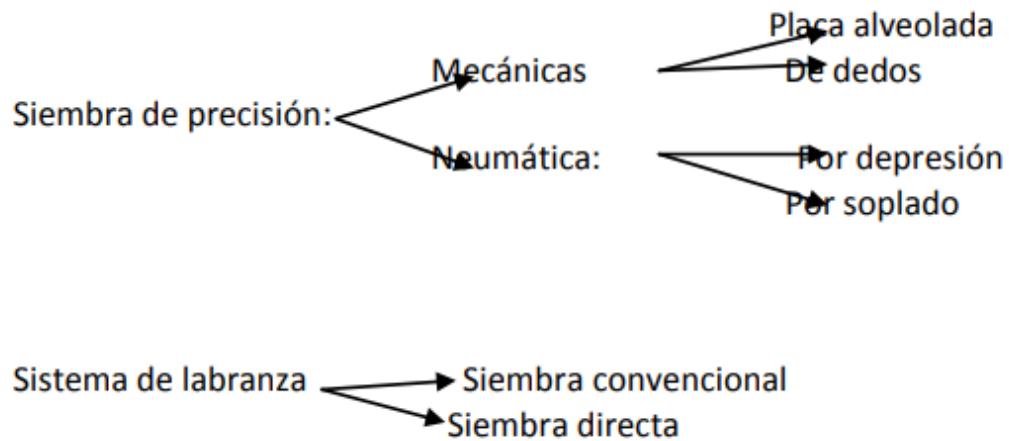 Placa alveolada
Mecánicas
De dedos
Siembra de precisión:
Neumática:
Por depresión
Por soplado
Sistema de labranza
Siembra convencional
Siembra directa